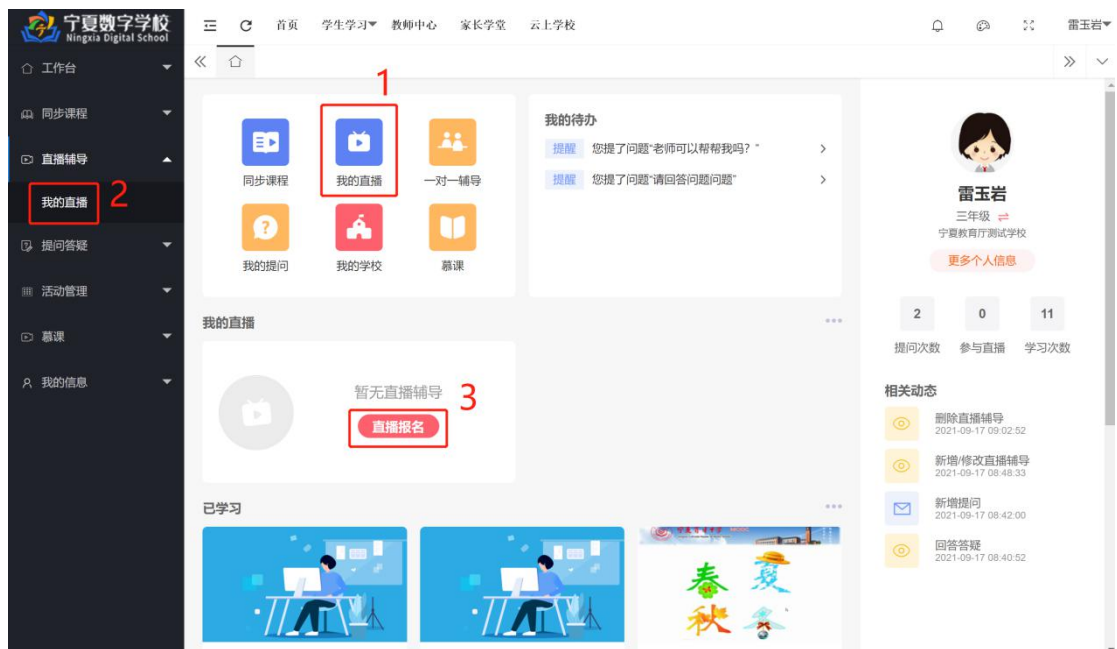 宁夏数字学校
Ningxia Digital School
首页 学生学习 教师中心 家长学堂 云上学校
雷玉岩
工作台
同步课程
直播辅导
我的直播
2
提问答疑
活动管理
慕课
我的信息
1
同步课程 我的直播 一对一辅导
我的提问 我的学校 慕课
我的待办
提醒 您提了问题"老师可以帮帮我吗？"
提醒 您提了问题"请回答问题问题"
我的直播
暂无直播辅导
直播报名
3
已学习
春夏
秋冬
雷玉岩
三年级
宁夏教育厅测试学校
更多个人信息
2 0 11
提问次数 参与直播 学习次数
相关动态
删除直播辅导
2021-09-17 09:02:52
新增/修改直播辅导
2021-09-17 08:48:33
新增提问
2021-09-17 08:42:00
回答答疑
2021-09-17 08:40:52